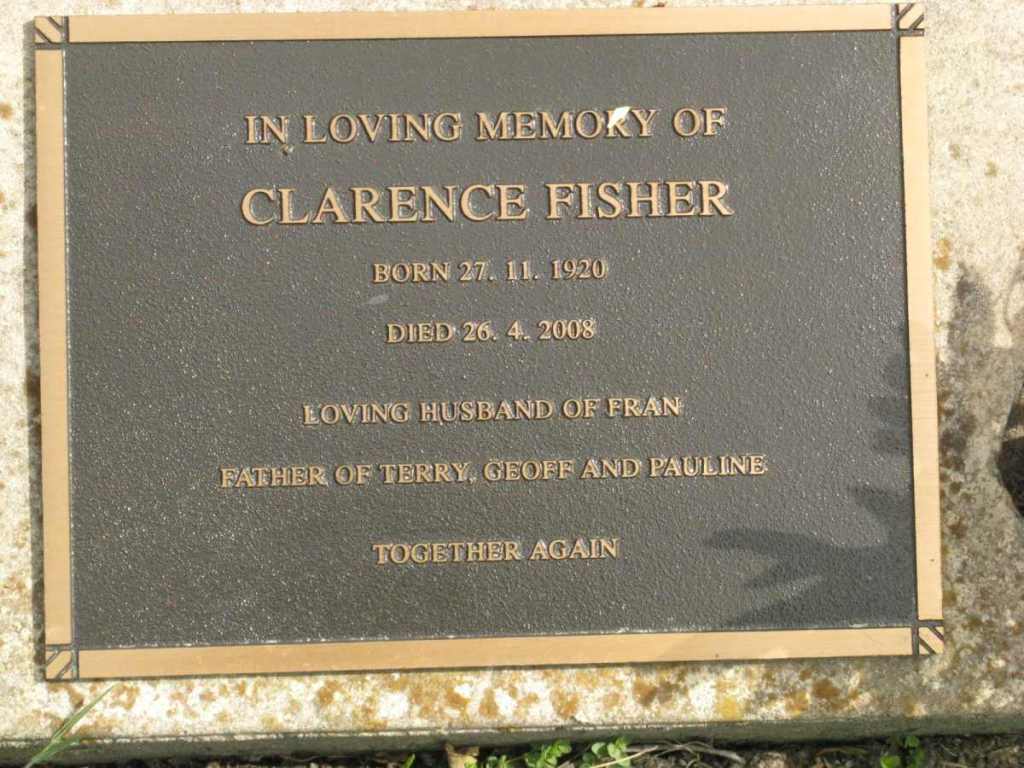 IN LOVING MEMORY OF
CLARENCE FISHER
BORN 27. 11. 1920
DIED 26. 4. 2008
LOVING HUSBAND OF FRAN
FATHER OF TERRY, GEOFF AND PAULINE
TOGETHER AGAIN